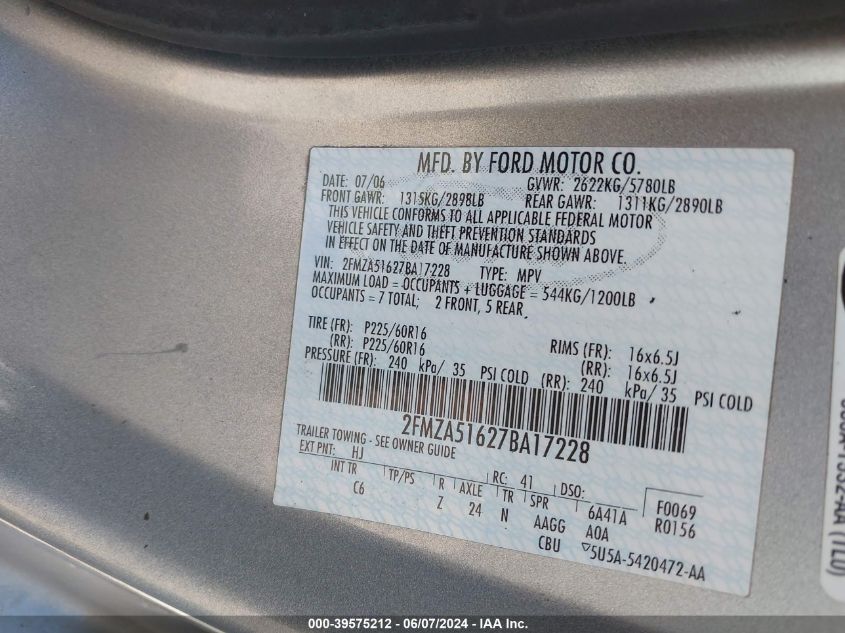 MFD. BY FORD MOTOR CO.
DATE: 07/06 GVWR: 2622KG/5780LB
FRONT GAWR: 1315KG/2898LB REAR GAWR: 1311KG/2890LB
THIS VEHICLE CONFORMS TO ALL APPLICABLE FEDERAL MOTOR
VEHICLE SAFETY AND THEFT PREVENTION STANDARDS
IN EFFECT ON THE DATE OF MANUFACTURE SHOWN ABOVE.
VIN: 2FMZA51627BA17228 TYPE: MPV
MAXIMUM LOAD = OCCUPANTS + LUGGAGE = 544KG/1200LB
OCCUPANTS = 7 TOTAL; 2 FRONT, 5 REAR
TIRE (FR): P225/60R16 RIMS (FR): 16x6.5J
(RR): P225/60R16 (RR): 16x6.5J
PRESSURE (FR): 240 kPa/ 35 PSI COLD (RR): 240 kPa/ 35 PSI COLD
2FMZA51627BA17228
TRAILER TOWING - SEE OWNER GUIDE
EXT PNT: HJ RC: 41 DSO:
INT TR TP/PS R AXLE TR SPR 6A41A F0069
C6 Z 24 N AAGG A0A R0156
CBU ▽5U5A-5420472-AA
(TLD)
000-39575212 - 06/07/2024 - IAA Inc.